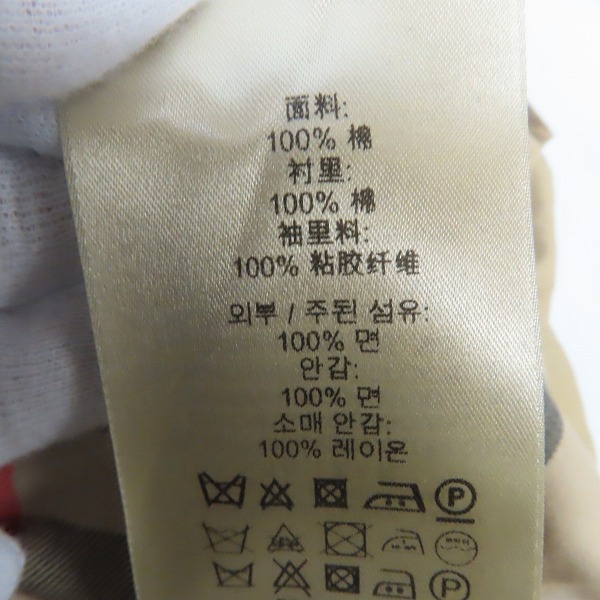 面料:
100% 棉
衬里:
100% 棉
袖里料:
100% 粘胶纤维
외부 / 주된 섬유:
100% 면
안감:
100% 면
소매 안감:
100% 레이온
P
P